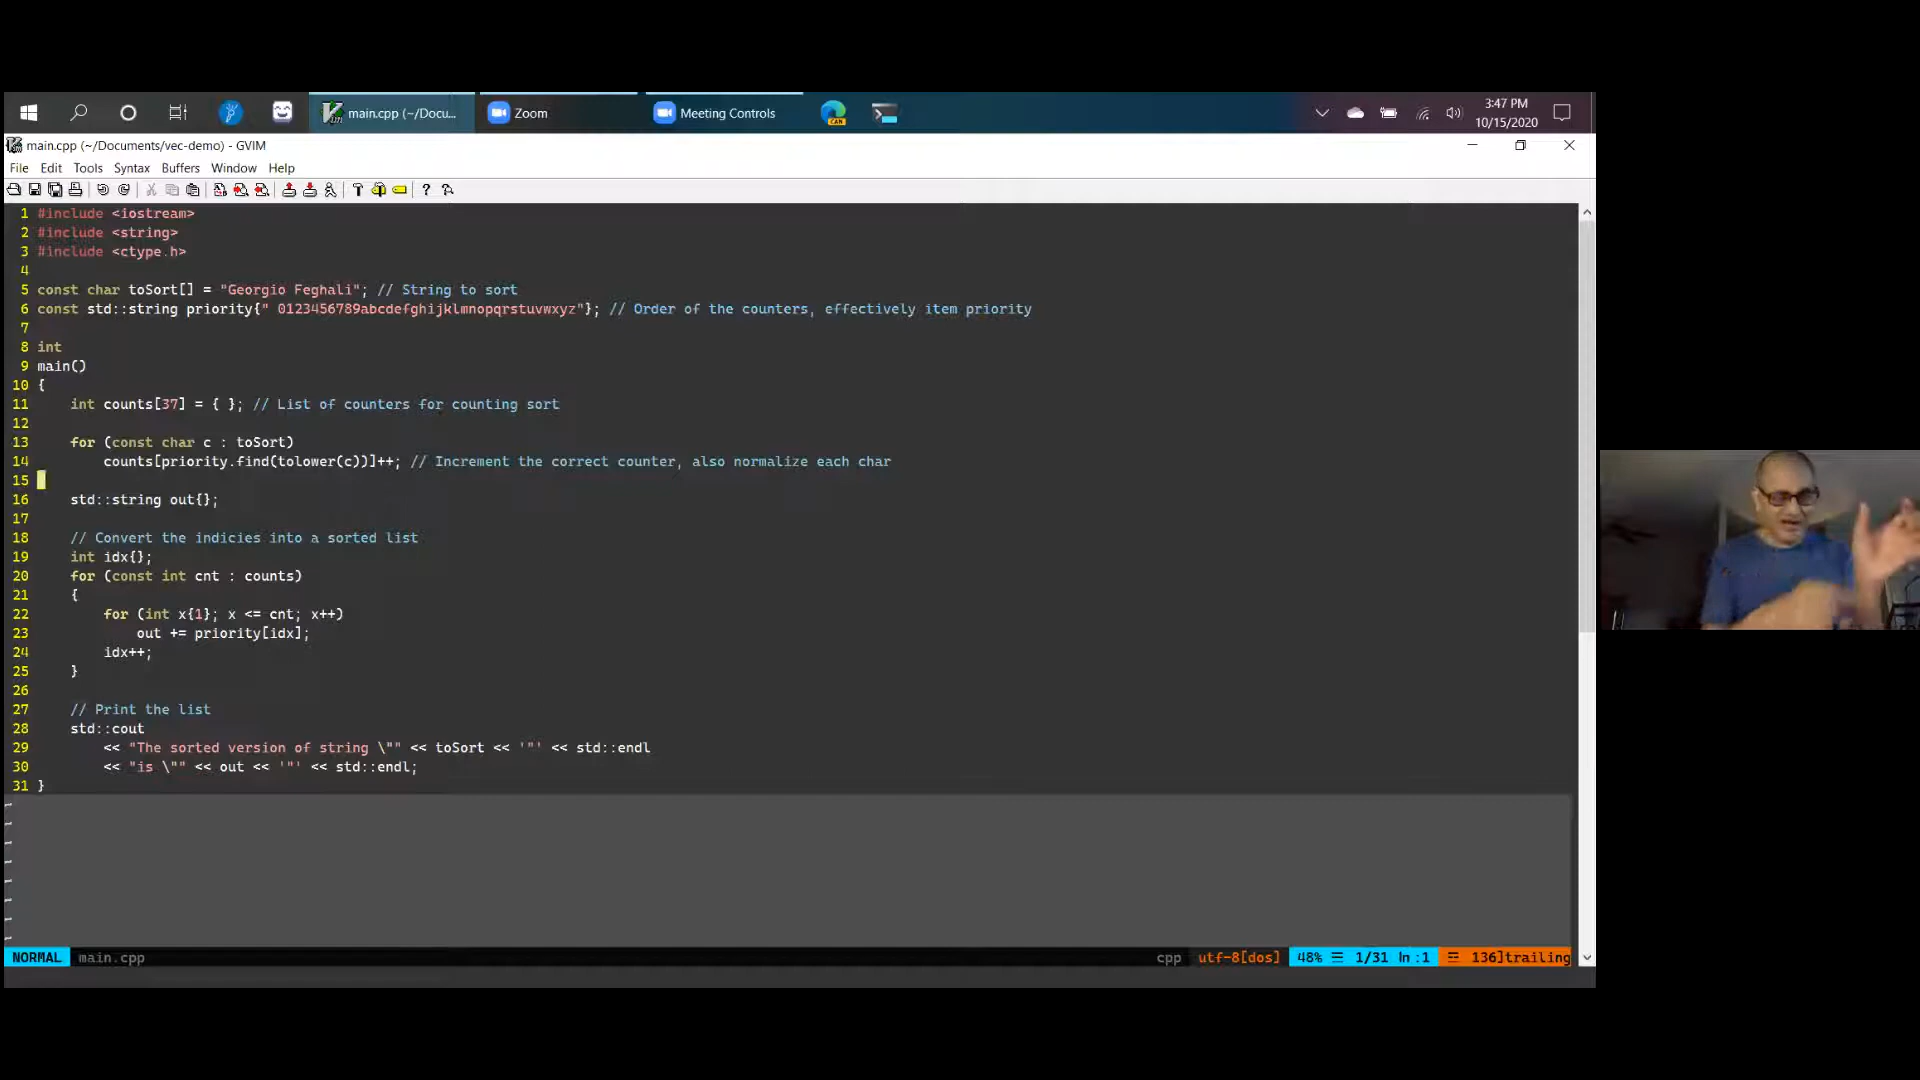 main.cpp (~/Docu...
Zoom
Meeting Controls
CAN
3:47 PM
10/15/2020
main.cpp (~/Documents/vec-demo) - GVIM
File Edit Tools Syntax Buffers Window Help
1 #include <iostream>
2 #include <string>
3 #include <ctype.h>
4
5 const char toSort[] = "Georgio Feghali"; // String to sort
6 const std::string priority{" 0123456789abcdefghijklmnopqrstuvwxyz"}; // Order of the counters, effectively item priority
7
8 int
9 main()
10 {
11     int counts[37] = { }; // List of counters for counting sort
12
13     for (const char c : toSort)
14         counts[priority.find(tolower(c))]++; // Increment the correct counter, also normalize each char
15
16     std::string out{};
17
18     // Convert the indicies into a sorted list
19     int idx{};
20     for (const int cnt : counts)
21     {
22         for (int x{1}; x <= cnt; x++)
23             out += priority[idx];
24         idx++;
25     }
26
27     // Print the list
28     std::cout
29         << "The sorted version of string \"" << toSort << '"' << std::endl
30         << "is \"" << out << '"' << std::endl;
31 }
~
~
~
~
~
~
~
~
NORMAL main.cpp cpp utf-8[dos] 48% ☰ 1/31 ln :1 ☲ 136]trailing